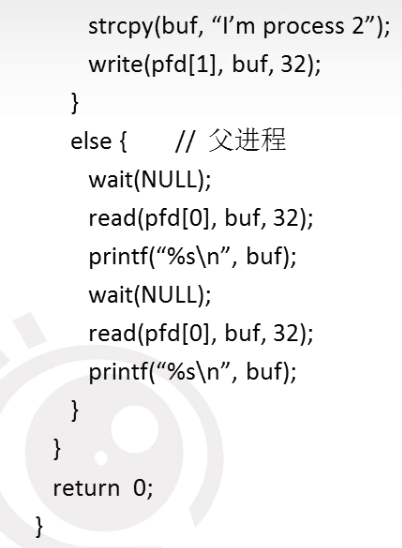 strcpy(buf, “I’m process 2”);
write(pfd[1], buf, 32);
}
else {      // 父进程
wait(NULL);
read(pfd[0], buf, 32);
printf(“%s\n”, buf);
wait(NULL);
read(pfd[0], buf, 32);
printf(“%s\n”, buf);
}
}
return 0;
}